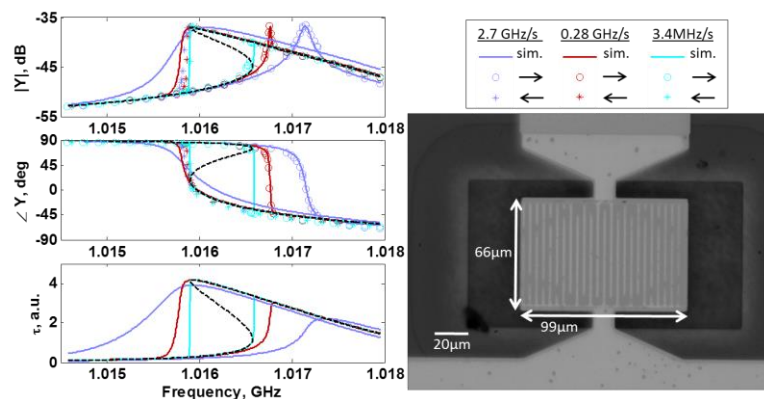 -35
-45
-55
|Y|, dB
1.015 1.016 1.017 1.018
90
45
0
-45
-90
∠ Y, deg
1.015 1.016 1.017 1.018
4
2
0
τ, a.u.
1.015 1.016 1.017 1.018
Frequency, GHz
2.7 GHz/s 0.28 GHz/s 3.4MHz/s
sim. sim. sim.
66µm
99µm
20µm